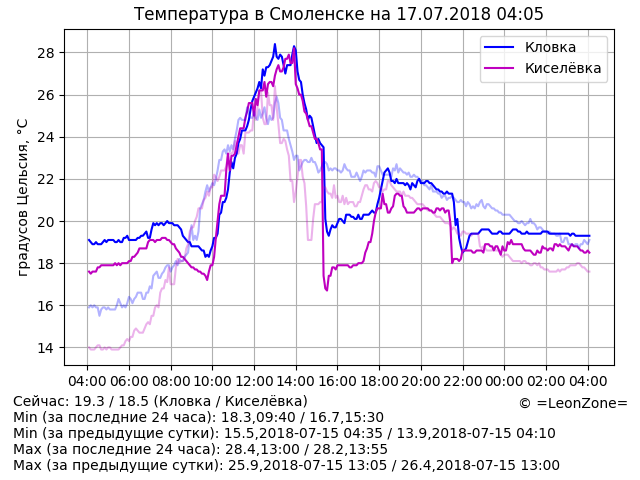 Температура в Смоленске на 17.07.2018 04:05
Кловка
Киселёвка
градусов Цельсия, °C
28
26
24
22
20
18
16
14
04:00 06:00 08:00 10:00 12:00 14:00 16:00 18:00 20:00 22:00 00:00 02:00 04:00
Сейчас: 19.3 / 18.5 (Кловка / Киселёвка)
© =LeonZone=
Min (за последние 24 часа): 18.3,09:40 / 16.7,15:30
Min (за предыдущие сутки): 15.5,2018-07-15 04:35 / 13.9,2018-07-15 04:10
Max (за последние 24 часа): 28.4,13:00 / 28.2,13:55
Max (за предыдущие сутки): 25.9,2018-07-15 13:05 / 26.4,2018-07-15 13:00